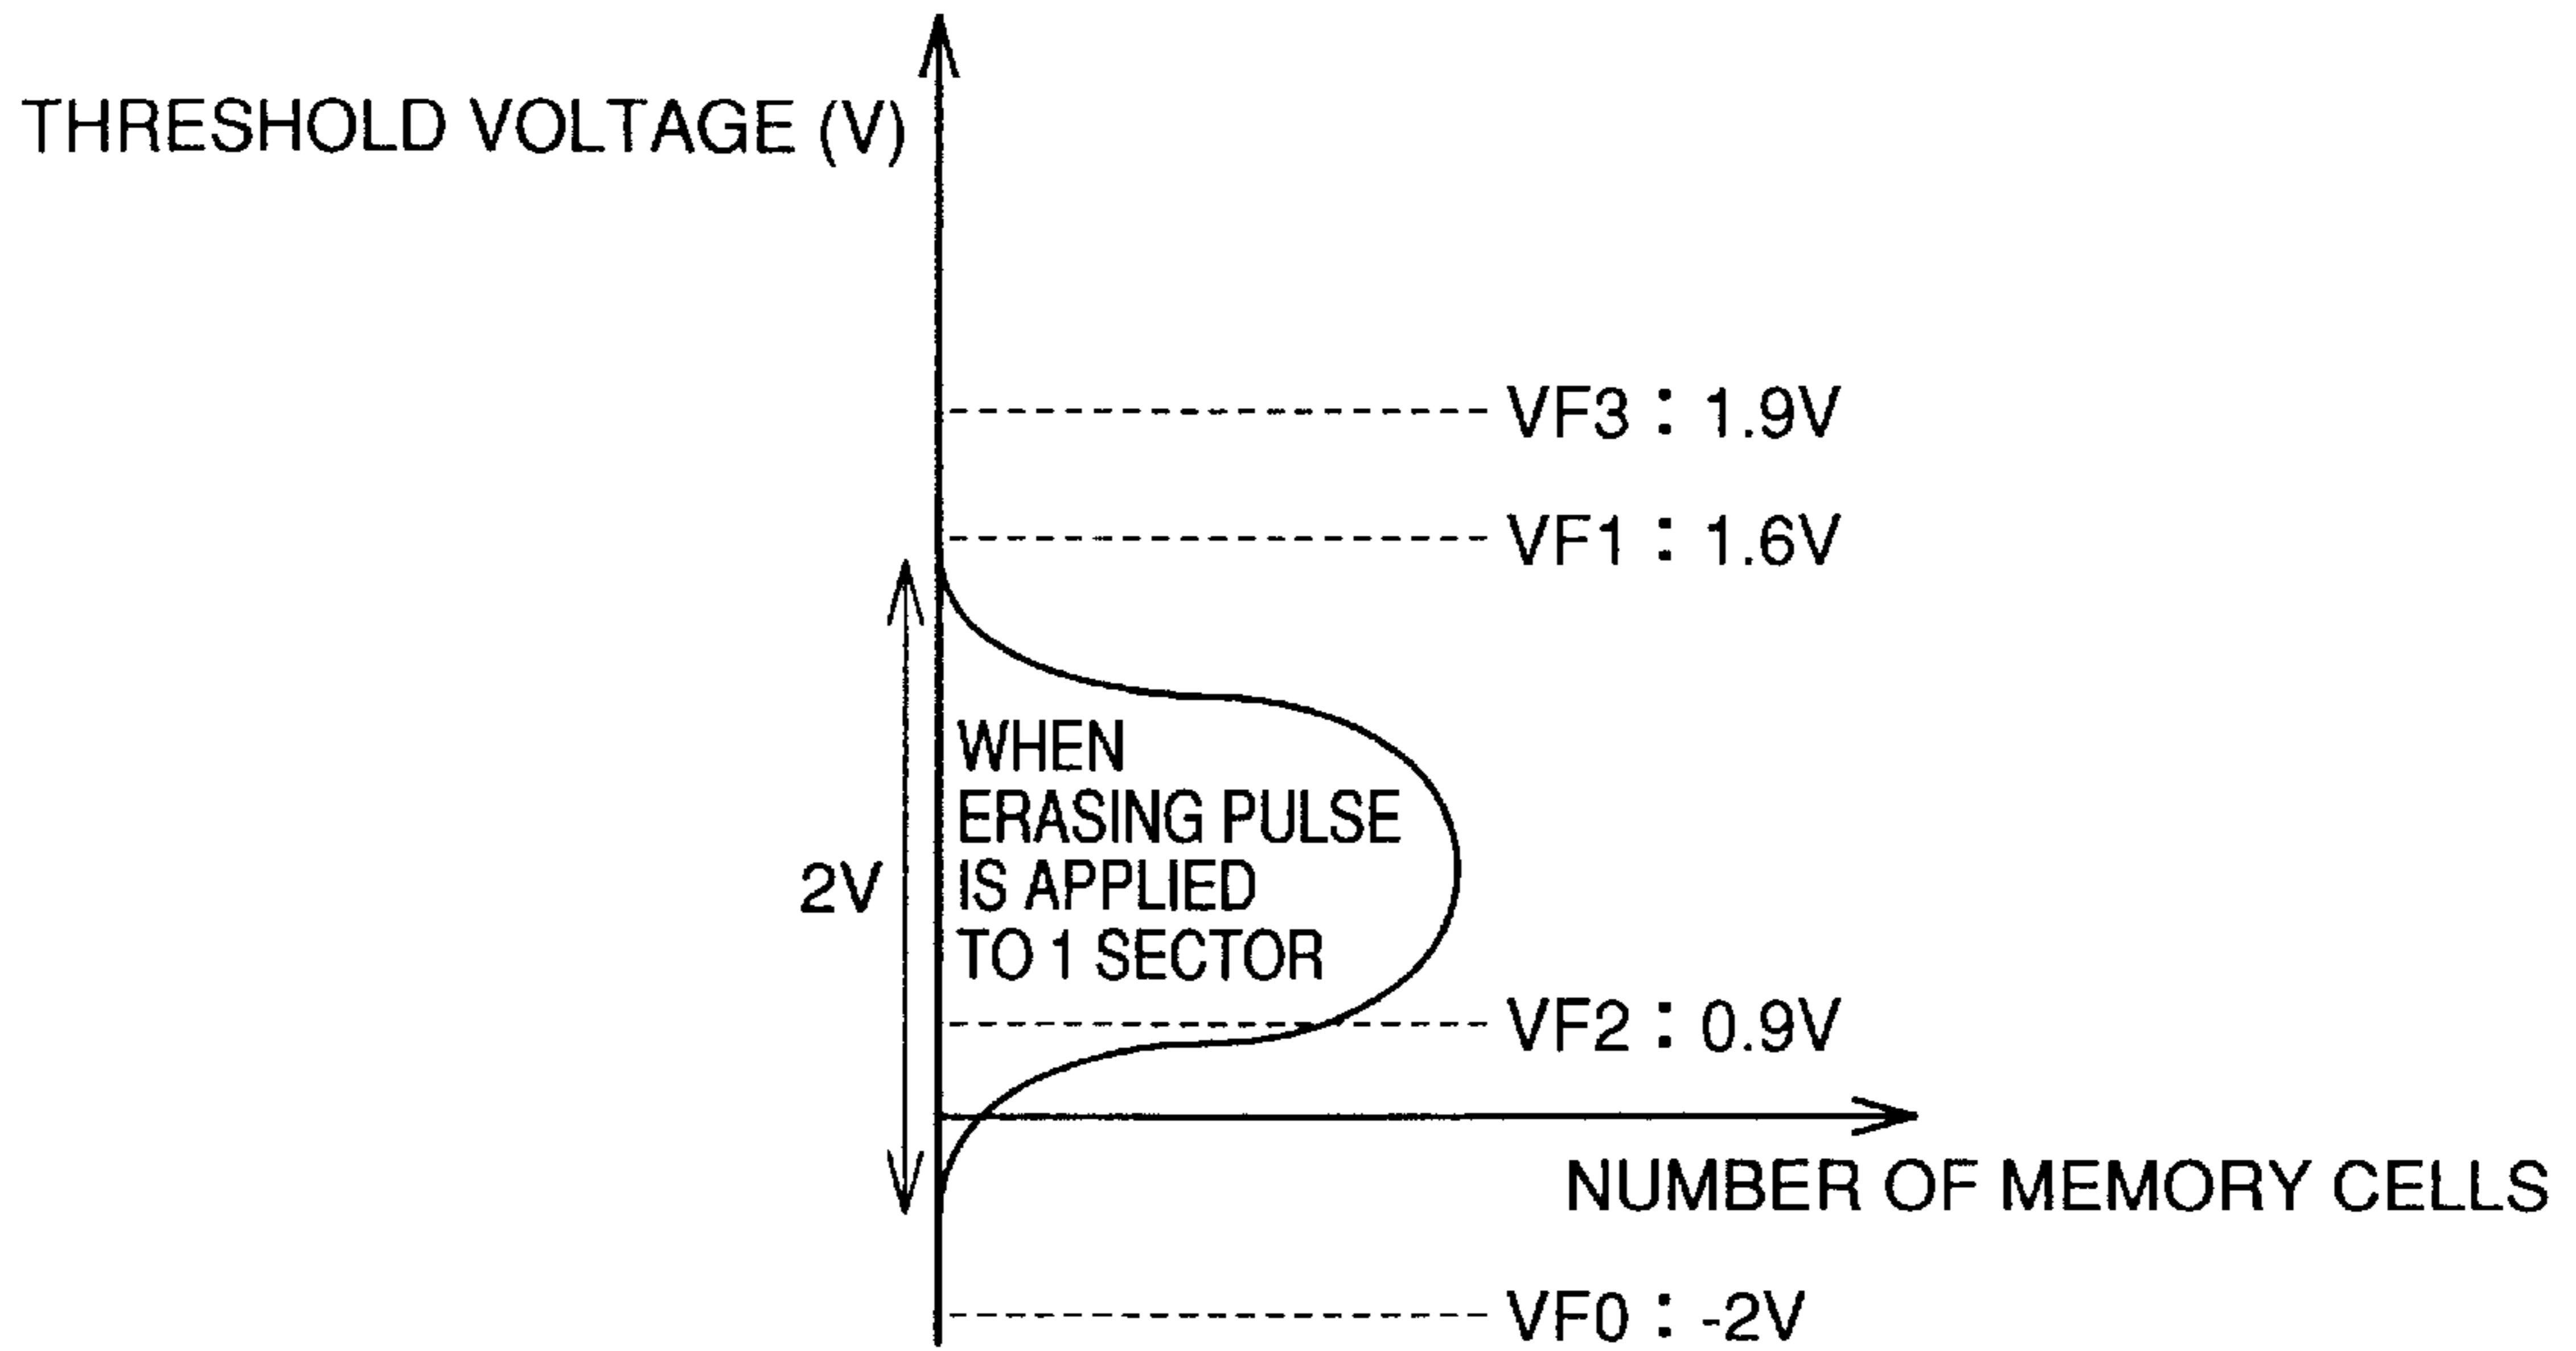 THRESHOLD VOLTAGE (V)
VF3 : 1.9V
VF1 : 1.6V
WHEN
ERASING PULSE
2V
IS APPLIED
TO 1 SECTOR
VF2 : 0.9V
NUMBER OF MEMORY CELLS
VF0 : -2V